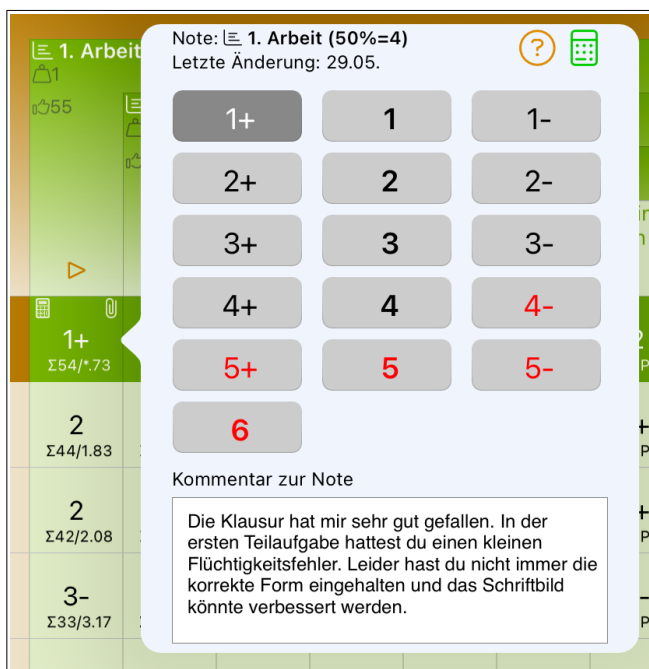 1. Arbeit
1
55
Note: 1. Arbeit (50%=4)
Letzte Änderung: 29.05.
?
1+ 1 1-
2+ 2 2-
3+ 3 3-
4+ 4 4-
5+ 5 5-
6
1+
Σ54/*.73
2
Σ44/1.83
2
Σ42/2.08
3-
Σ33/3.17
Kommentar zur Note
Die Klausur hat mir sehr gut gefallen. In der
ersten Teilaufgabe hattest du einen kleinen
Flüchtigkeitsfehler. Leider hast du nicht immer die
korrekte Form eingehalten und das Schriftbild
könnte verbessert werden.